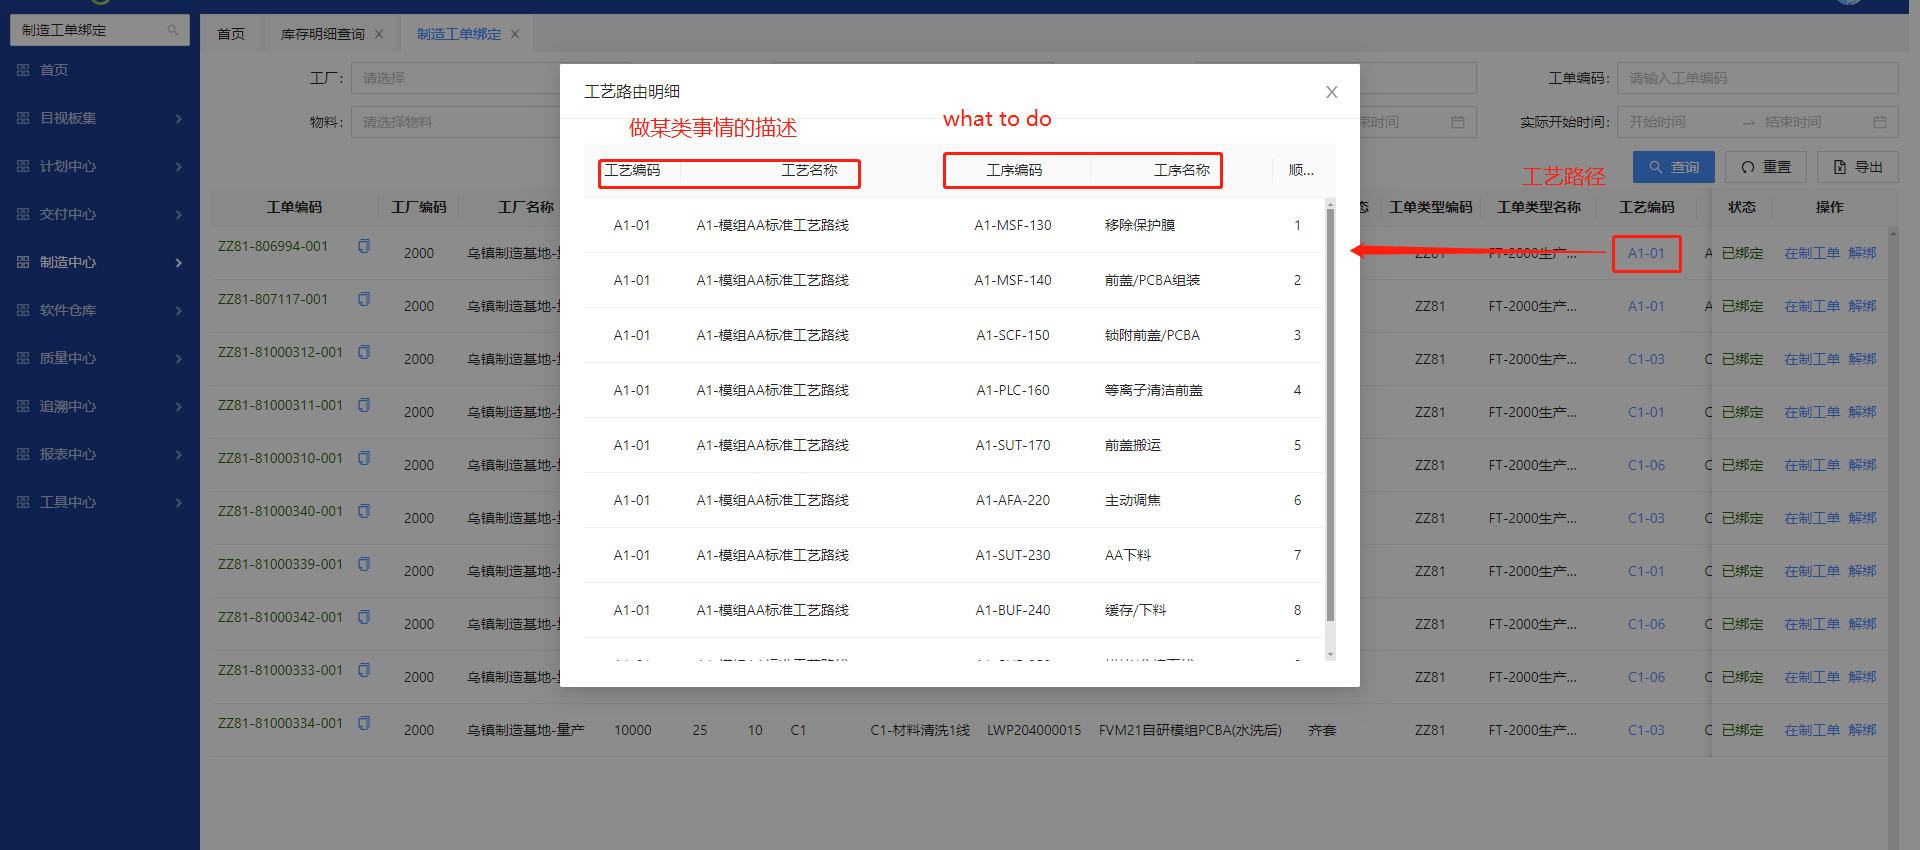 制造工单绑定
首页
目视板集
计划中心
交付中心
制造中心
软件仓库
质量中心
追溯中心
报表中心
工具中心
首页 库存明细查询 制造工单绑定
工厂: 请选择 工单编码: 请输入工单编码
物料: 请选择物料 束时间 实际开始时间: 开始时间 结束时间
查询 重置 导出
工艺路径
工单编码 工厂编码 工厂名称 态 工单类型编码 工单类型名称 工艺编码 状态 操作
ZZ81-806994-001 2000 乌镇制造基地-量 ZZ81 FT-2000生产... A1-01 A 已绑定 在制工单 解绑
ZZ81-807117-001 2000 乌镇制造基地-量 ZZ81 FT-2000生产... A1-01 A 已绑定 在制工单 解绑
ZZ81-81000312-001 2000 乌镇制造基地-量 ZZ81 FT-2000生产... C1-03 C 已绑定 在制工单 解绑
ZZ81-81000311-001 2000 乌镇制造基地-量 ZZ81 FT-2000生产... C1-01 C 已绑定 在制工单 解绑
ZZ81-81000310-001 2000 乌镇制造基地-量 ZZ81 FT-2000生产... C1-06 C 已绑定 在制工单 解绑
ZZ81-81000340-001 2000 乌镇制造基地-量 ZZ81 FT-2000生产... C1-03 C 已绑定 在制工单 解绑
ZZ81-81000339-001 2000 乌镇制造基地-量 ZZ81 FT-2000生产... C1-01 C 已绑定 在制工单 解绑
ZZ81-81000342-001 2000 乌镇制造基地-量 ZZ81 FT-2000生产... C1-06 C 已绑定 在制工单 解绑
ZZ81-81000333-001 2000 乌镇制造基地-量 ZZ81 FT-2000生产... C1-06 C 已绑定 在制工单 解绑
ZZ81-81000334-001 2000 乌镇制造基地-量产 10000 25 10 C1 C1-材料清洗1线 LWP204000015 FVM21自研模组PCBA(水洗后) 齐套 ZZ81 FT-2000生产... C1-03 C 已绑定 在制工单 解绑
工艺路由明细
做某类事情的描述 what to do
工艺编码 工艺名称 工序编码 工序名称 顺...
A1-01 A1-模组AA标准工艺路线 A1-MSF-130 移除保护膜 1
A1-01 A1-模组AA标准工艺路线 A1-MSF-140 前盖/PCBA组装 2
A1-01 A1-模组AA标准工艺路线 A1-SCF-150 锁附前盖/PCBA 3
A1-01 A1-模组AA标准工艺路线 A1-PLC-160 等离子清洁前盖 4
A1-01 A1-模组AA标准工艺路线 A1-SUT-170 前盖搬运 5
A1-01 A1-模组AA标准工艺路线 A1-AFA-220 主动调焦 6
A1-01 A1-模组AA标准工艺路线 A1-SUT-230 AA下料 7
A1-01 A1-模组AA标准工艺路线 A1-BUF-240 缓存/下料 8